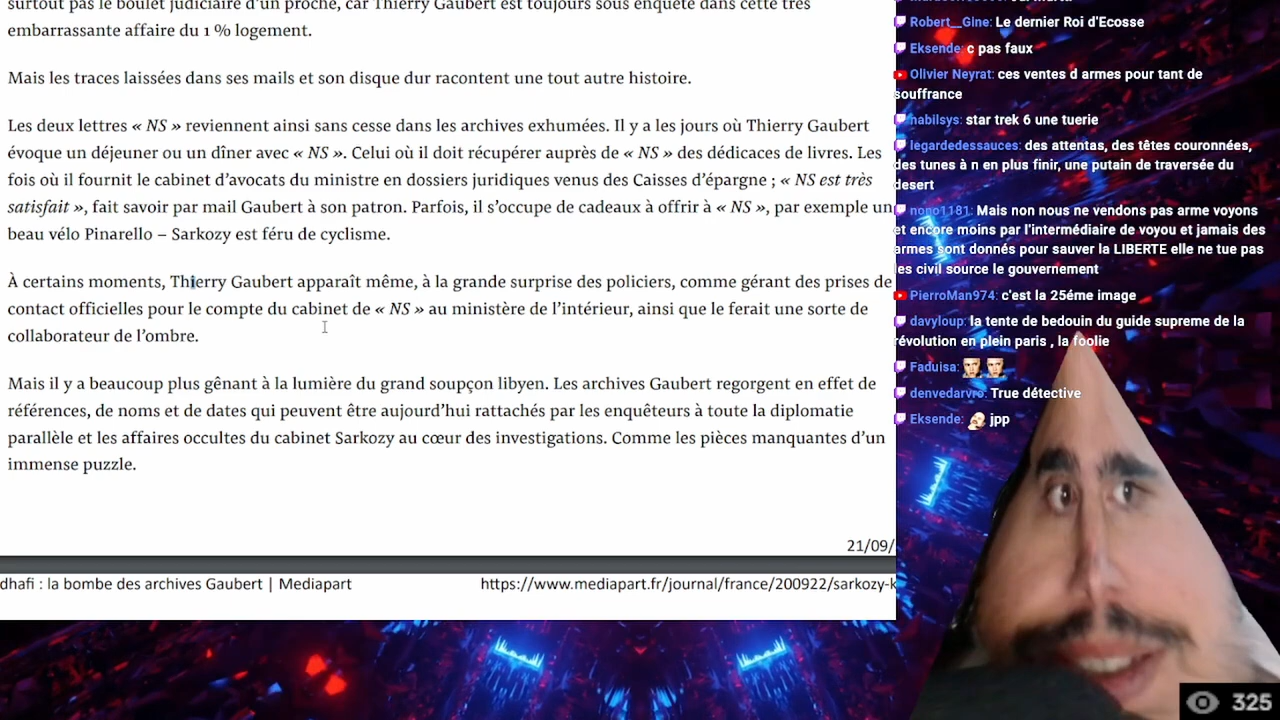 surtout pas le boulet judiciaire d'un proche, car Thierry Gaubert est toujours sous enquête dans cette très
embarrassante affaire du 1 % logement.
Mais les traces laissées dans ses mails et son disque dur racontent une tout autre histoire.
Les deux lettres « NS » reviennent ainsi sans cesse dans les archives exhumées. Il y a les jours où Thierry Gaubert
évoque un déjeuner ou un dîner avec « NS ». Celui où il doit récupérer auprès de « NS » des dédicaces de livres. Les
fois où il fournit le cabinet d'avocats du ministre en dossiers juridiques venus des Caisses d'épargne ; « NS est très
satisfait », fait savoir par mail Gaubert à son patron. Parfois, il s'occupe de cadeaux à offrir à « NS », par exemple un
beau vélo Pinarello – Sarkozy est féru de cyclisme.
À certains moments, Thierry Gaubert apparaît même, à la grande surprise des policiers, comme gérant des prises de
contact officielles pour le compte du cabinet de « NS » au ministère de l'intérieur, ainsi que le ferait une sorte de
collaborateur de l'ombre.
Mais il y a beaucoup plus gênant à la lumière du grand soupçon libyen. Les archives Gaubert regorgent en effet de
références, de noms et de dates qui peuvent être aujourd'hui rattachés par les enquêteurs à toute la diplomatie
parallèle et les affaires occultes du cabinet Sarkozy au cœur des investigations. Comme les pièces manquantes d'un
immense puzzle.
21/09/
dhafi : la bombe des archives Gaubert | Mediapart
https://www.mediapart.fr/journal/france/200922/sarkozy-k
Robert__Gine: Le dernier Roi d'Ecosse
Eksende: c pas faux
Olivier Neyrat: ces ventes d armes pour tant de
souffrance
nabilsys: star trek 6 une tuerie
legardedessauces: des attentas, des têtes couronnées,
des tunes à n en plus finir, une putain de traversée du
desert
nono1181: Mais non nous ne vendons pas arme voyons
et encore moins par l'intermédiaire de voyou et jamais des
armes sont donnés pour sauver la LIBERTE elle ne tue pas
les civil source le gouvernement
PierroMan974: c'est la 25éme image
davyloup: la tente de bedouin du guide supreme de la
révolution en plein paris , la foolie
Faduisa:
denvedarvro: True détective
Eksende: jpp
325